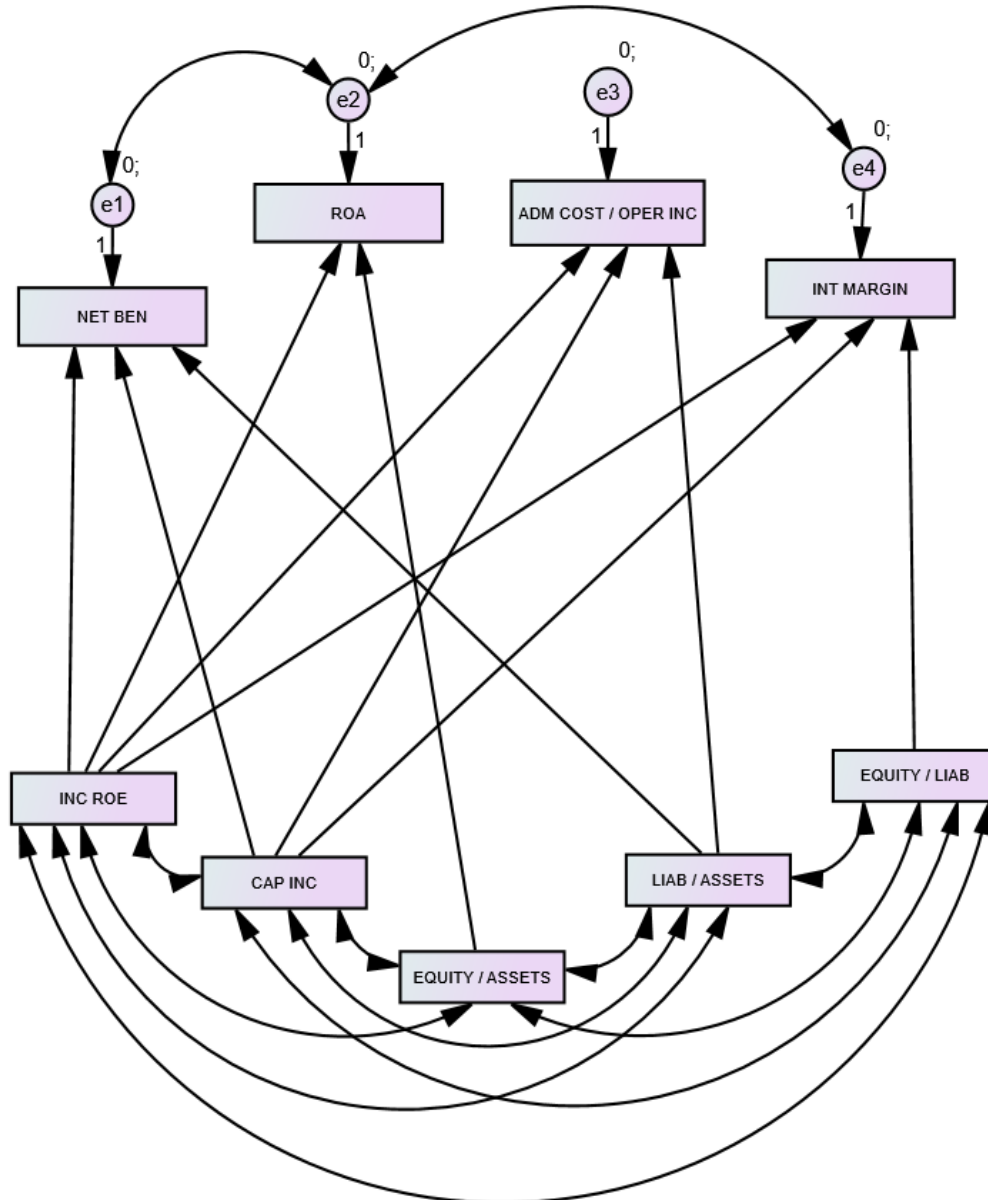 0;
0;
e2
e3
0;
0;
1
1
e4
e1
1
1
ROA
ADM COST / OPER INC
INT MARGIN
NET BEN
EQUITY / LIAB
INC ROE
CAP INC
LIAB / ASSETS
EQUITY / ASSETS